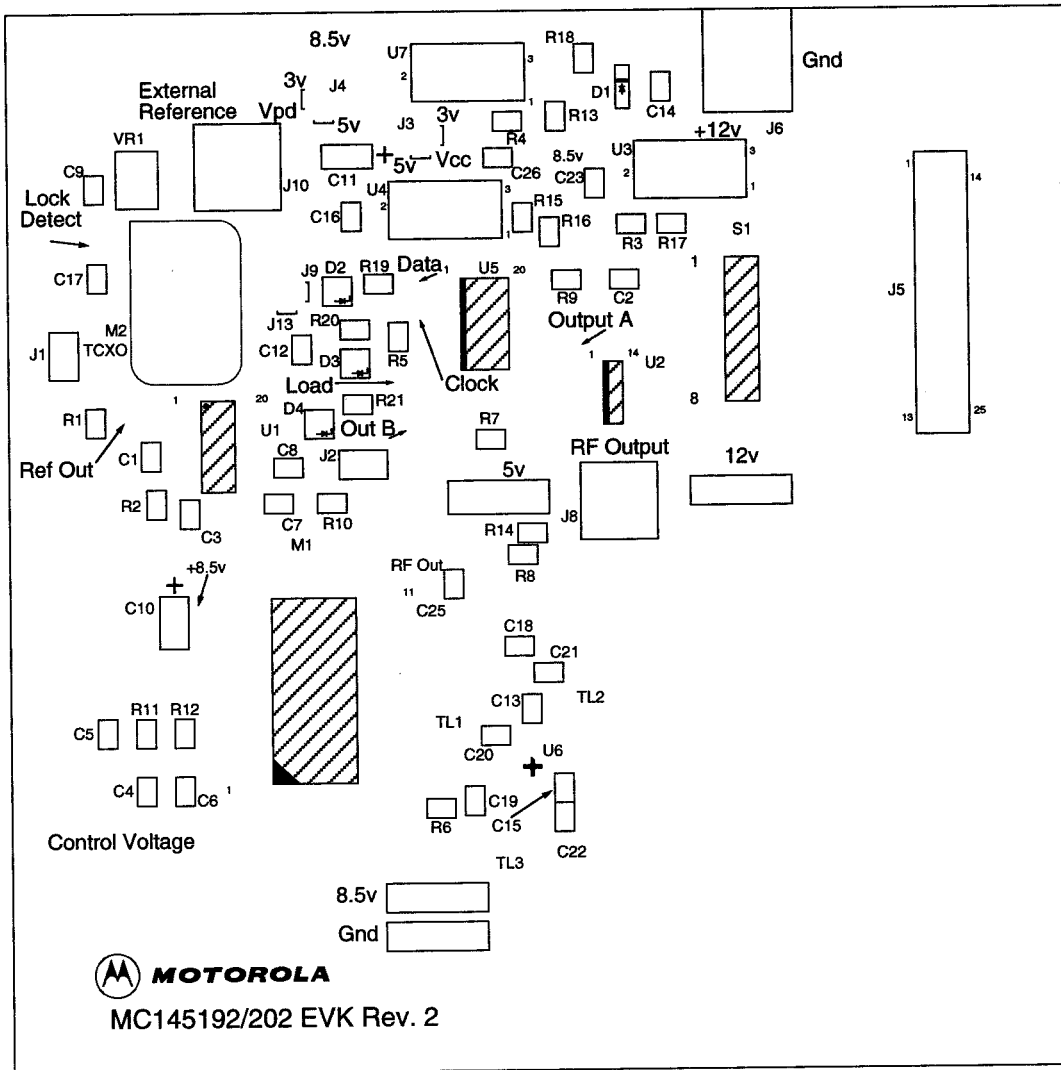 8.5v
U7
3
2
1
R18
D1
C14
Gnd
J6
3v
J4
External
Reference
Vpd
5v
J3
3v
R4
R13
+12v
VR1
C9
J10
C11
+
5v
Vcc
C26
8.5v
C23
U3
3
2
1
1
14
Lock
Detect
C16
U4
3
2
1
R15
R16
R3
R17
S1
C17
J9
D2
R19
Data
1
U5
20
R9
C2
1
J5
J13
R20
Output A
M2
TCXO
J1
C12
D3
R5
1
14
U2
Load
Clock
R21
8
R1
1
20
D4
U1
Out B
R7
13
25
Ref Out
C1
C8
J2
RF Output
5v
12v
R2
C3
C7
R10
J8
R14
M1
R8
+8.5v
+
RF Out
11
C25
C10
C18
C21
C13
TL2
R11
R12
C5
TL1
C20
U6
+
C4
C6
1
C19
R6
C15
Control Voltage
C22
TL3
8.5v
Gnd
MOTOROLA
MC145192/202 EVK Rev. 2